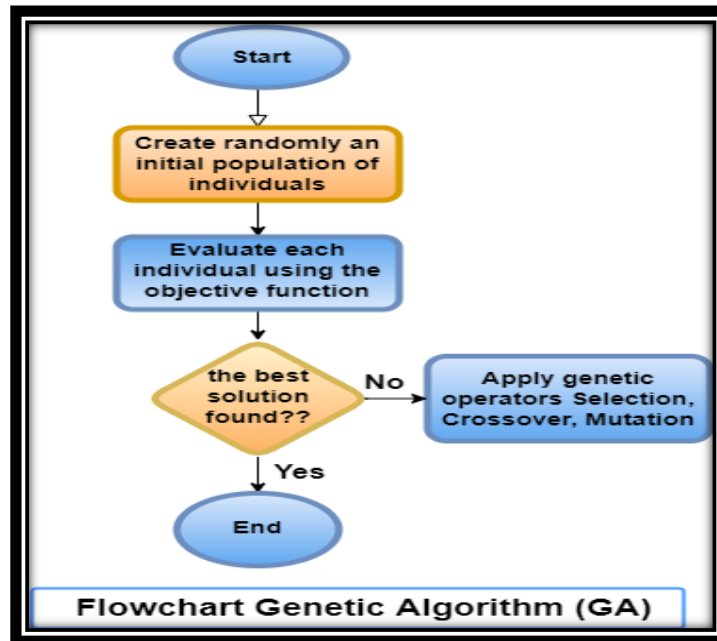 Start
Create randomly an
initial population of
individuals
Evaluate each
individual using the
objective function
the best
solution
found??
No
Apply genetic
operators Selection,
Crossover, Mutation
Yes
End
Flowchart Genetic Algorithm (GA)